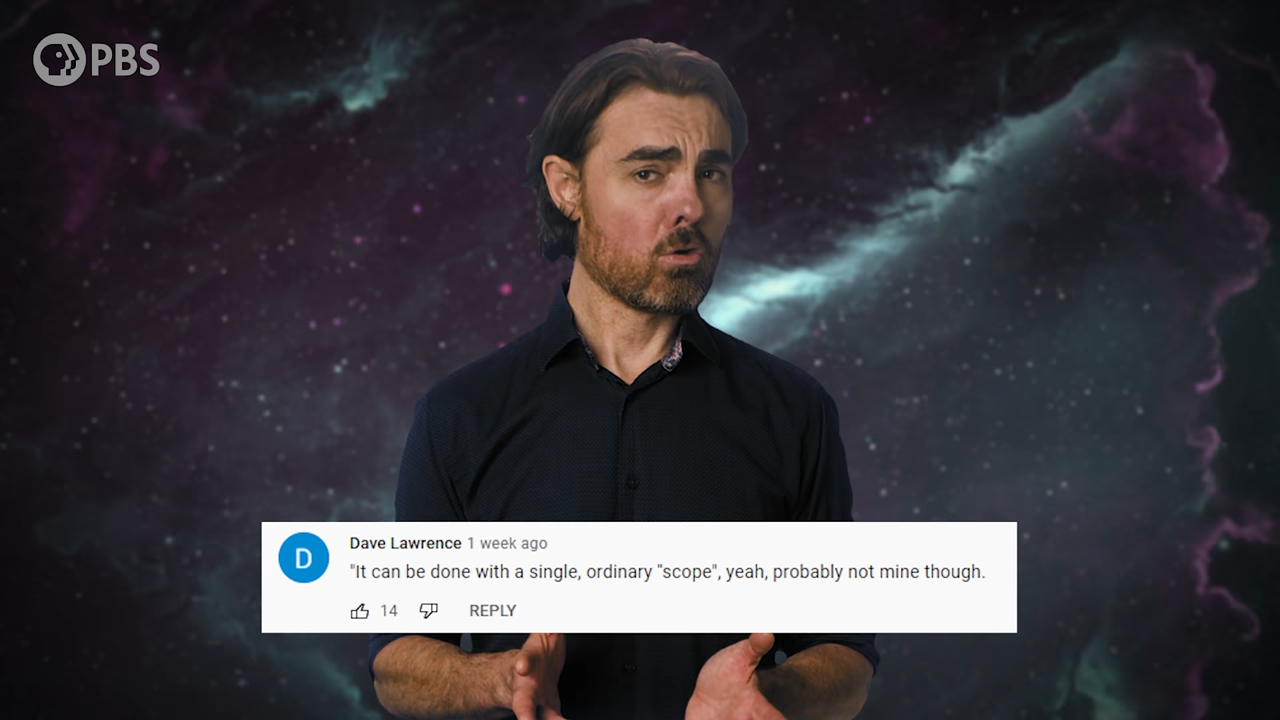 PBS
D
Dave Lawrence 1 week ago
"It can be done with a single, ordinary "scope", yeah, probably not mine though.
14 REPLY